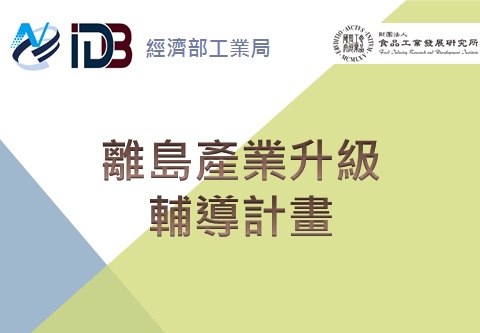 IDB 經濟部工業局
財團法人
食品工業發展研究所
Food Industry Research and Development Institute
離島產業升級
輔導計畫